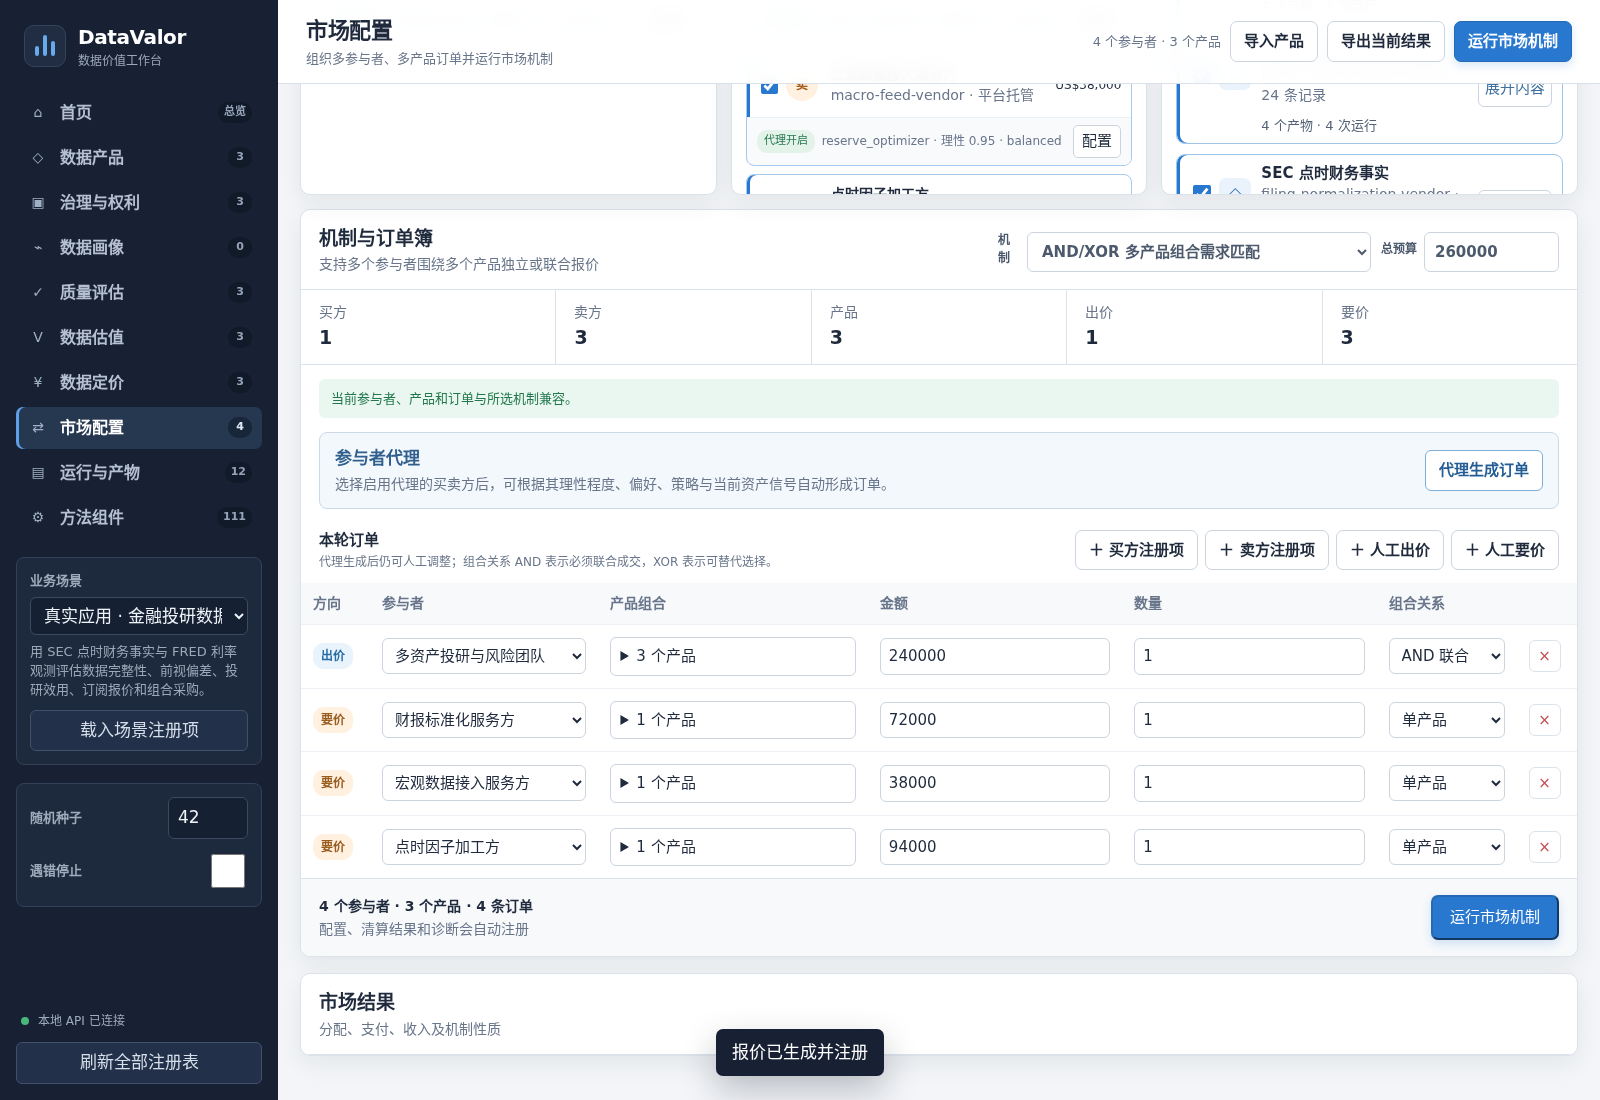 DataValor
数据价值工作台
首页 总览
数据产品 3
治理与权利 3
数据画像 0
质量评估 3
数据估值 3
数据定价 3
市场配置 4
运行与产物 12
方法组件 111
业务场景
真实应用 · 金融投研数据
用 SEC 点时财务事实与 FRED 利率
观测评估数据完整性、前视偏差、投
研效用、订阅报价和组合采购。
载入场景注册项
随机种子 42
遇错停止
本地 API 已连接
刷新全部注册表
市场配置
组织多参与者、多产品订单并运行市场机制
4 个参与者 · 3 个产品
导入产品
导出当前结果
运行市场机制
卖
macro-feed-vendor · 平台托管
US$38,000
代理开启 reserve_optimizer · 理性 0.95 · balanced 配置
点时因子加工方
24 条记录
展开内容
4 个产物 · 4 次运行
SEC 点时财务事实
filing-normalization-vendor ·
机制与订单簿
支持多个参与者围绕多个产品独立或联合报价
机制
AND/XOR 多产品组合需求匹配
总预算 260000
买方 卖方 产品 出价 要价
1 3 3 1 3
当前参与者、产品和订单与所选机制兼容。
参与者代理
选择启用代理的买卖方后，可根据其理性程度、偏好、策略与当前资产信号自动形成订单。
代理生成订单
本轮订单
代理生成后仍可人工调整；组合关系 AND 表示必须联合成交，XOR 表示可替代选择。
＋ 买方注册项 ＋ 卖方注册项 ＋ 人工出价 ＋ 人工要价
方向 参与者 产品组合 金额 数量 组合关系
出价 多资产投研与风险团队 ▶ 3 个产品 240000 1 AND 联合 ×
要价 财报标准化服务方 ▶ 1 个产品 72000 1 单产品 ×
要价 宏观数据接入服务方 ▶ 1 个产品 38000 1 单产品 ×
要价 点时因子加工方 ▶ 1 个产品 94000 1 单产品 ×
4 个参与者 · 3 个产品 · 4 条订单
配置、清算结果和诊断会自动注册
运行市场机制
市场结果
分配、支付、收入及机制性质
报价已生成并注册